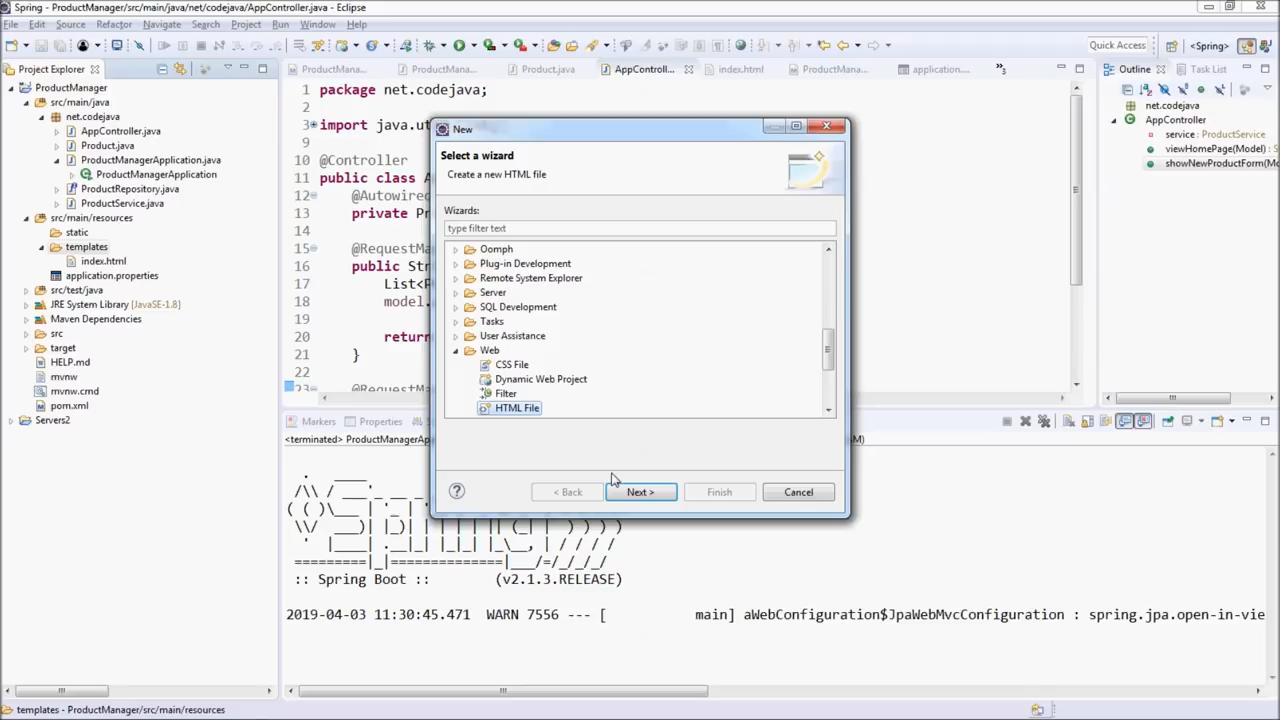 Spring - ProductManager/src/main/java/net/codejava/AppController.java - Eclipse
File Edit Source Refactor Navigate Search Project Run Window Help
Quick Access <Spring>
Project Explorer
ProductManager
src/main/java
net.codejava
AppController.java
Product.java
ProductManagerApplication.java
ProductManagerApplication
ProductRepository.java
ProductService.java
src/main/resources
static
templates
index.html
application.properties
src/test/java
JRE System Library [JavaSE-1.8]
Maven Dependencies
src
target
HELP.md
mvnw
mvnw.cmd
pom.xml
Servers2
ProductMana... ProductMana... Product.java AppControll... index.html ProductMana... application.... »3
1 package net.codejava;
2
3 import java.ut
10 @Controller
11 public class A
12 @Autowired
13 private Pr
14
15 @RequestMa
16 public Str
17 List<P
18 model.
19
20 return
21 }
22
23 @RequestMa
New
Select a wizard
Create a new HTML file
Wizards:
type filter text
Oomph
Plug-in Development
Remote System Explorer
Server
SQL Development
Tasks
User Assistance
Web
CSS File
Dynamic Web Project
Filter
HTML File
? < Back Next > Finish Cancel
Outline Task List
net.codejava
AppController
service : ProductService
viewHomePage(Model) : S
showNewProductForm(Mo
Markers Properties
<terminated> ProductManagerAp
M)
:: Spring Boot :: (v2.1.3.RELEASE)
2019-04-03 11:30:45.471 WARN 7556 --- [ main] aWebConfiguration$JpaWebMvcConfiguration : spring.jpa.open-in-vie
templates - ProductManager/src/main/resources